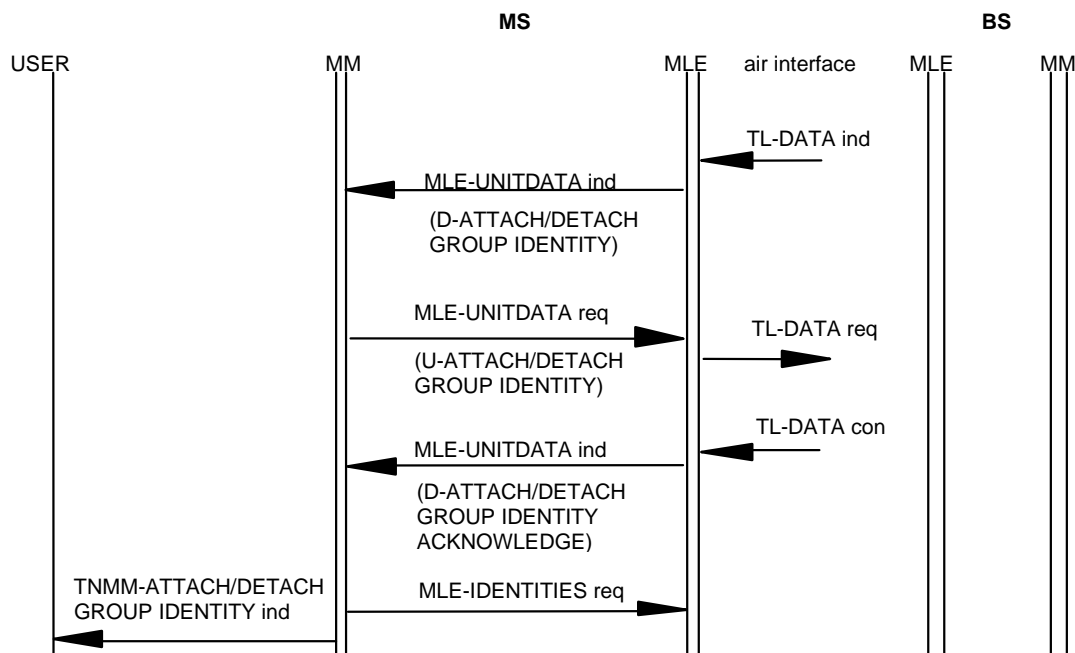 MS BS
USER MM MLE air interface MLE MM
TL-DATA ind
MLE-UNITDATA ind
(D-ATTACH/DETACH
GROUP IDENTITY)
MLE-UNITDATA req
TL-DATA req
(U-ATTACH/DETACH
GROUP IDENTITY)
TL-DATA con
MLE-UNITDATA ind
(D-ATTACH/DETACH
GROUP IDENTITY
ACKNOWLEDGE)
TNMM-ATTACH/DETACH
GROUP IDENTITY ind
MLE-IDENTITIES req